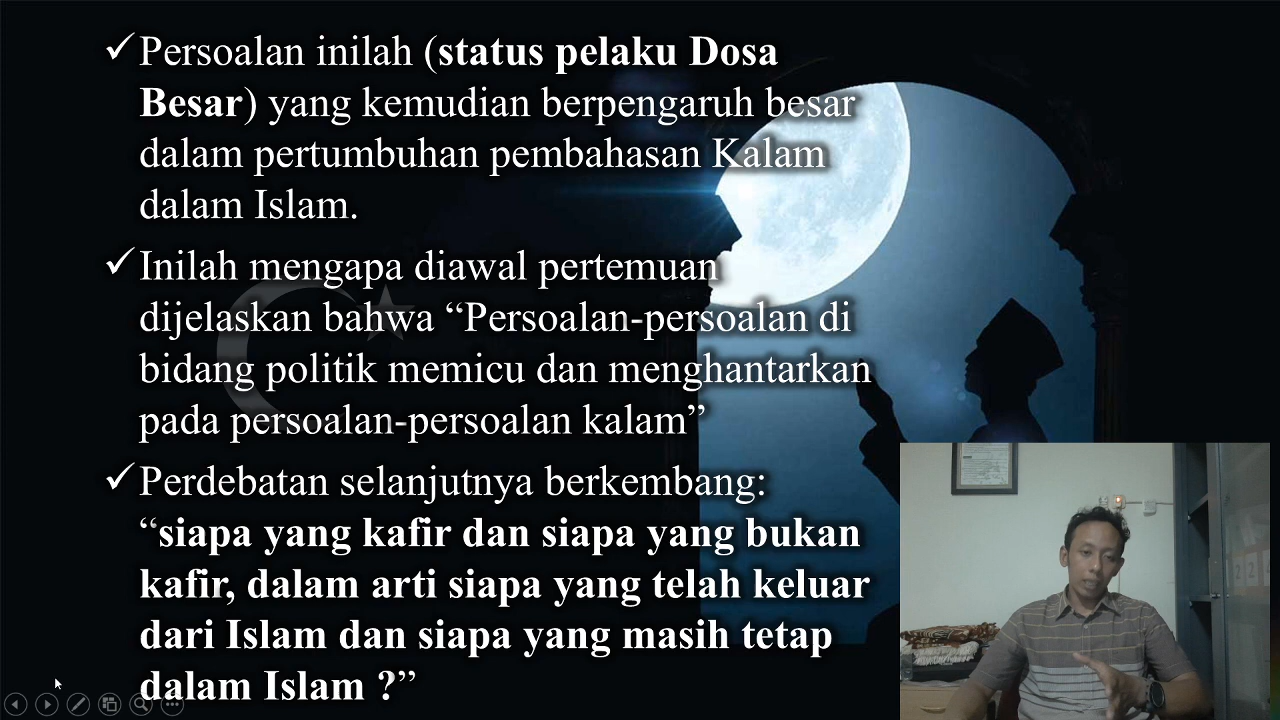 ✓ Persoalan inilah (status pelaku Dosa
Besar) yang kemudian berpengaruh besar
dalam pertumbuhan pembahasan Kalam
dalam Islam.
✓ Inilah mengapa diawal pertemuan
dijelaskan bahwa “Persoalan-persoalan di
bidang politik memicu dan menghantarkan
pada persoalan-persoalan kalam”
✓ Perdebatan selanjutnya berkembang:
“siapa yang kafir dan siapa yang bukan
kafir, dalam arti siapa yang telah keluar
dari Islam dan siapa yang masih tetap
dalam Islam ?”